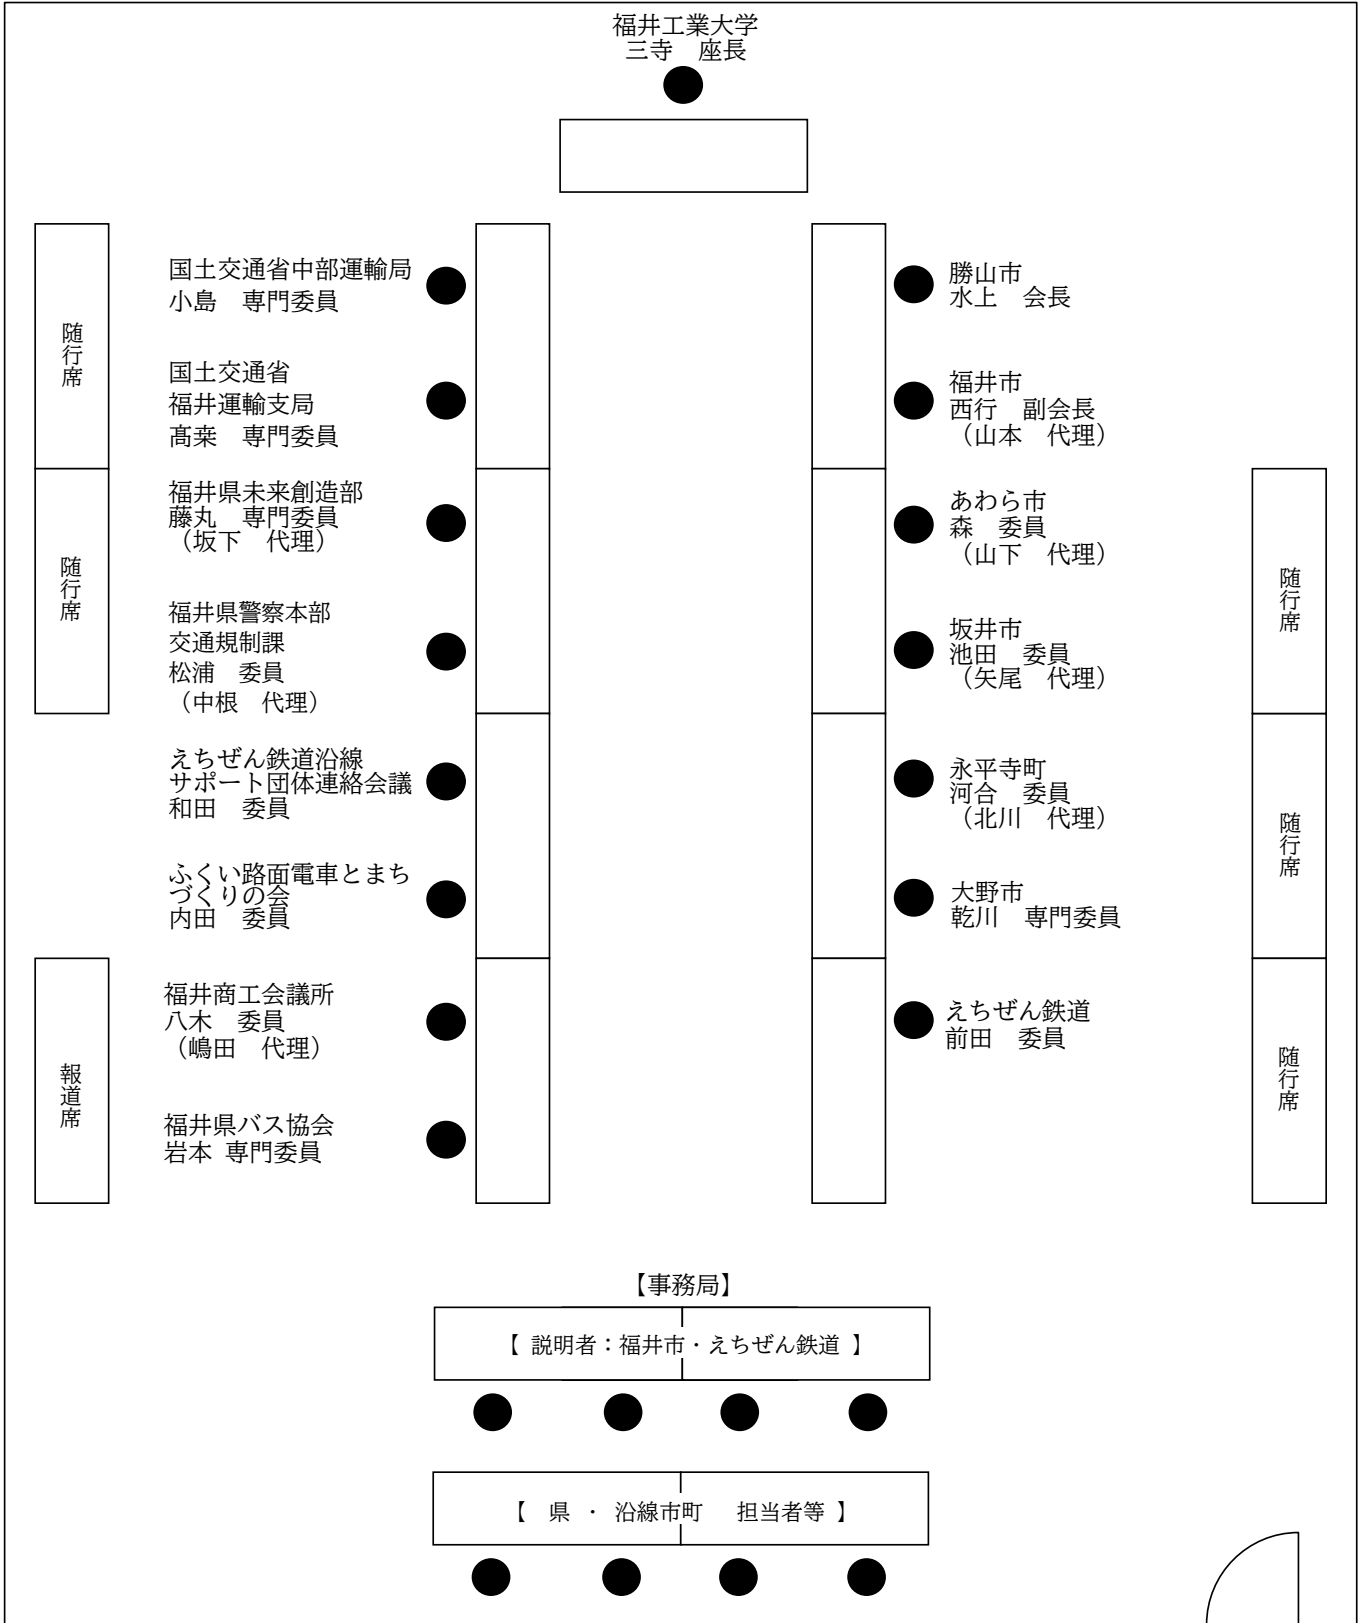 福井工業大学
三寺　座長
随行席
国土交通省中部運輸局
小島　専門委員
国土交通省
福井運輸支局
髙来　専門委員
随行席
福井県未来創造部
藤丸　専門委員
（坂下　代理）
福井県警察本部
交通規制課
松浦　委員
（中根　代理）
えちぜん鉄道沿線
サポート団体連絡会議
和田　委員
ふくい路面電車とまち
づくりの会
内田　委員
報道席
福井商工会議所
八木　委員
（嶋田　代理）
福井県バス協会
岩本 専門委員
勝山市
水上　会長
福井市
西行　副会長
（山本　代理）
あわら市
森　委員
（山下　代理）
坂井市
池田　委員
（矢尾　代理）
随行席
永平寺町
河合　委員
（北川　代理）
大野市
乾川　専門委員
随行席
えちぜん鉄道
前田　委員
随行席
【事務局】
【 説明者：福井市・えちぜん鉄道 】
【　県 ・ 沿線市町　担当者等 】